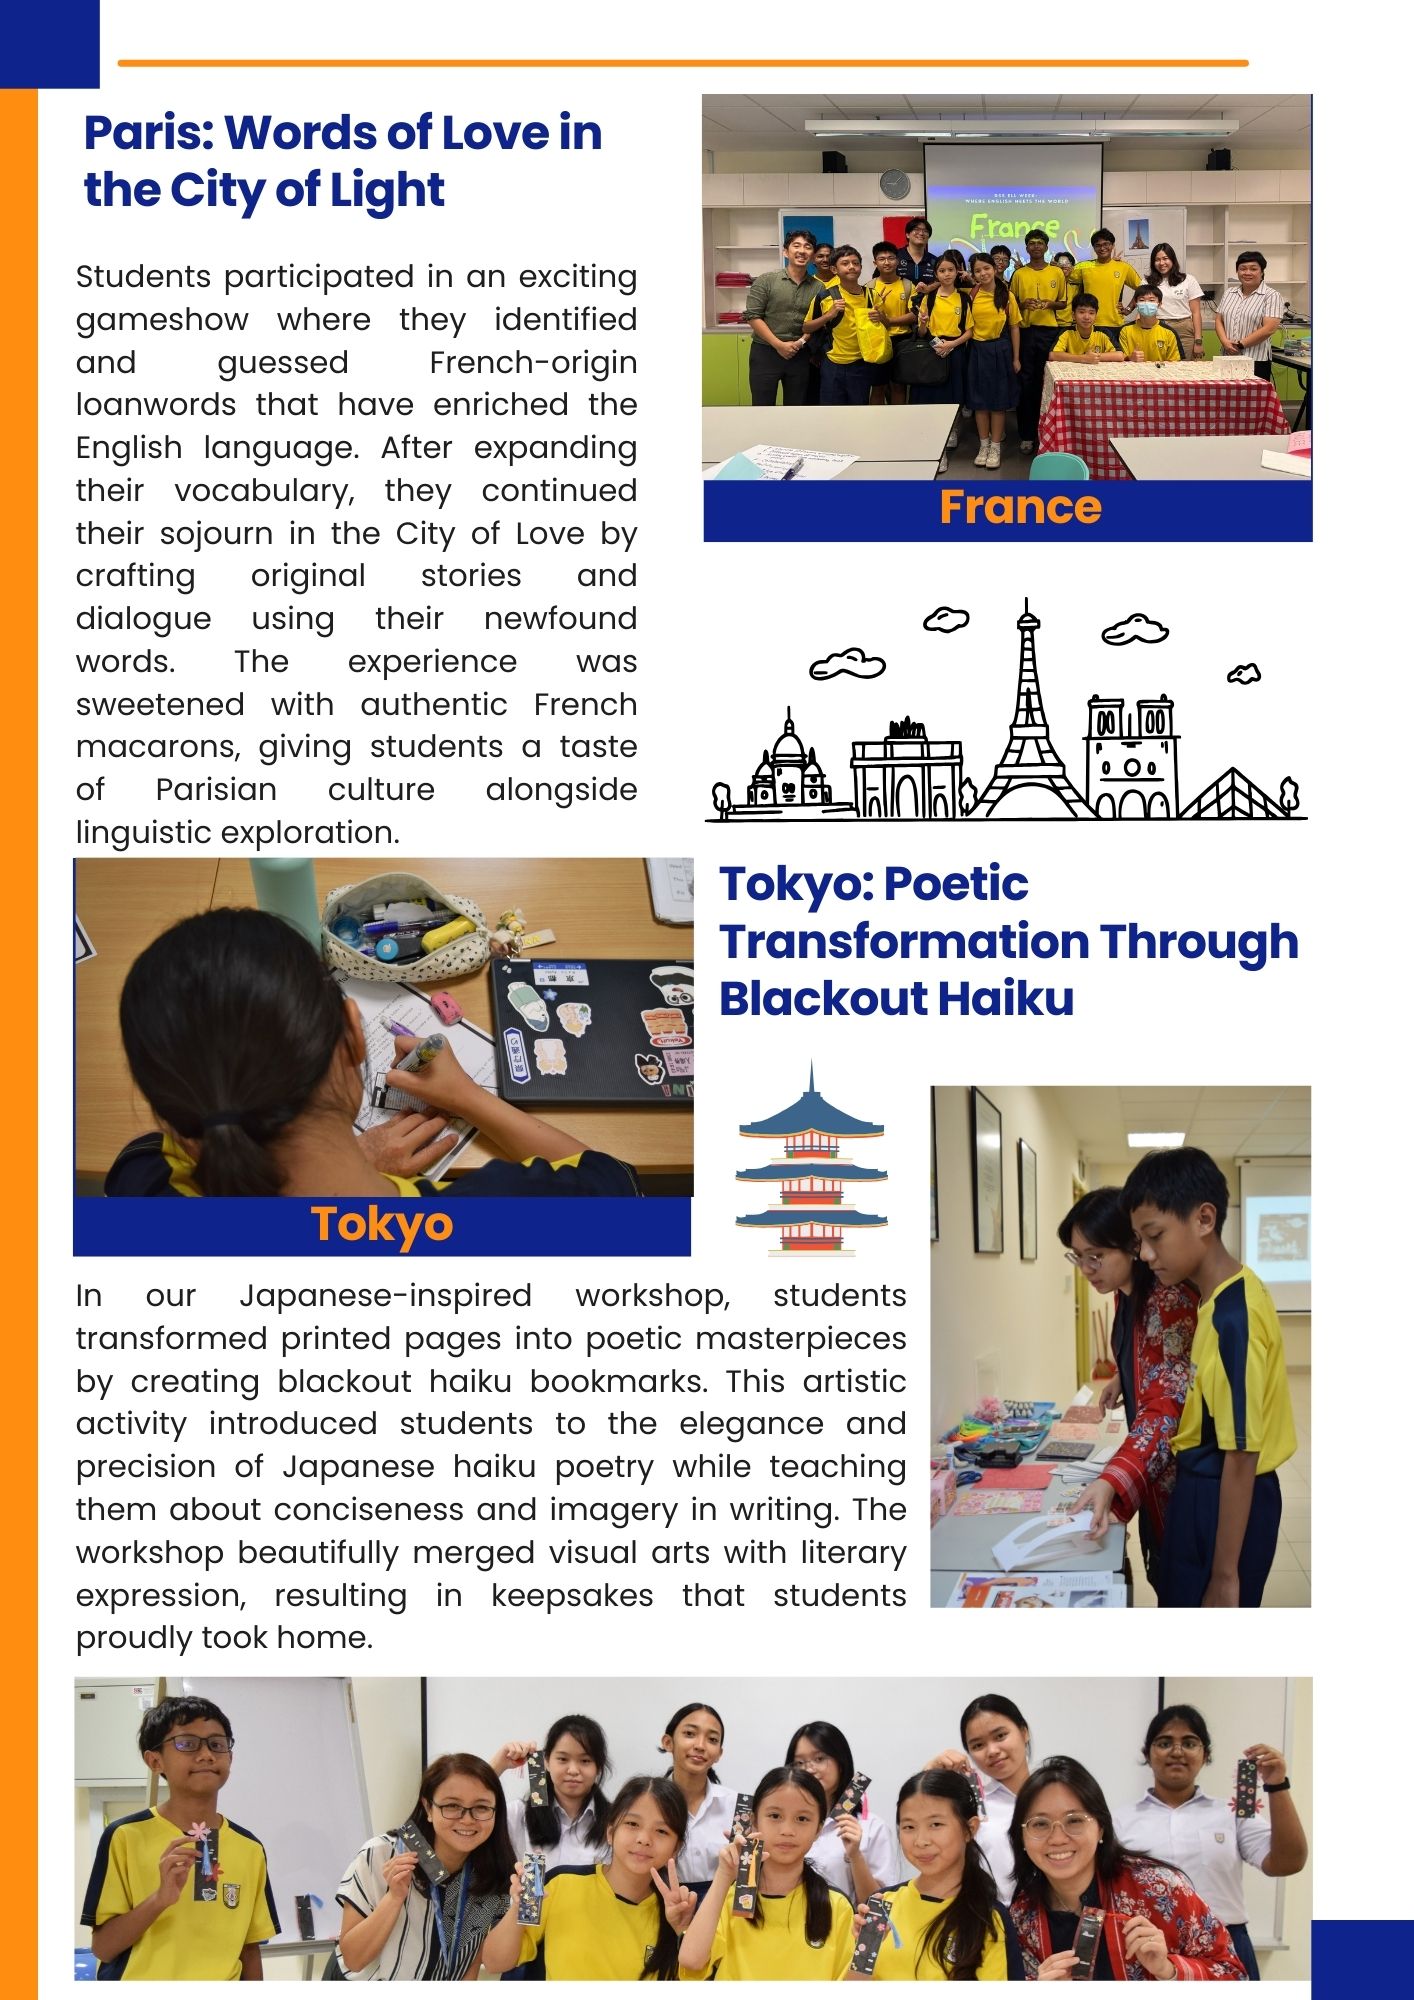 Paris: Words of Love in
the City of Light
Students participated in an exciting
gameshow where they identified
and guessed French-origin
loanwords that have enriched the
English language. After expanding
their vocabulary, they continued
their sojourn in the City of Love by
crafting original stories and
dialogue using their newfound
words. The experience was
sweetened with authentic French
macarons, giving students a taste
of Parisian culture alongside
linguistic exploration.
WHERE ENGLISH MEETS THE WORLD
France
France
Tokyo: Poetic
Transformation Through
Blackout Haiku
Yakult
Tokyo
In our Japanese-inspired workshop, students
transformed printed pages into poetic masterpieces
by creating blackout haiku bookmarks. This artistic
activity introduced students to the elegance and
precision of Japanese haiku poetry while teaching
them about conciseness and imagery in writing. The
workshop beautifully merged visual arts with literary
expression, resulting in keepsakes that students
proudly took home.